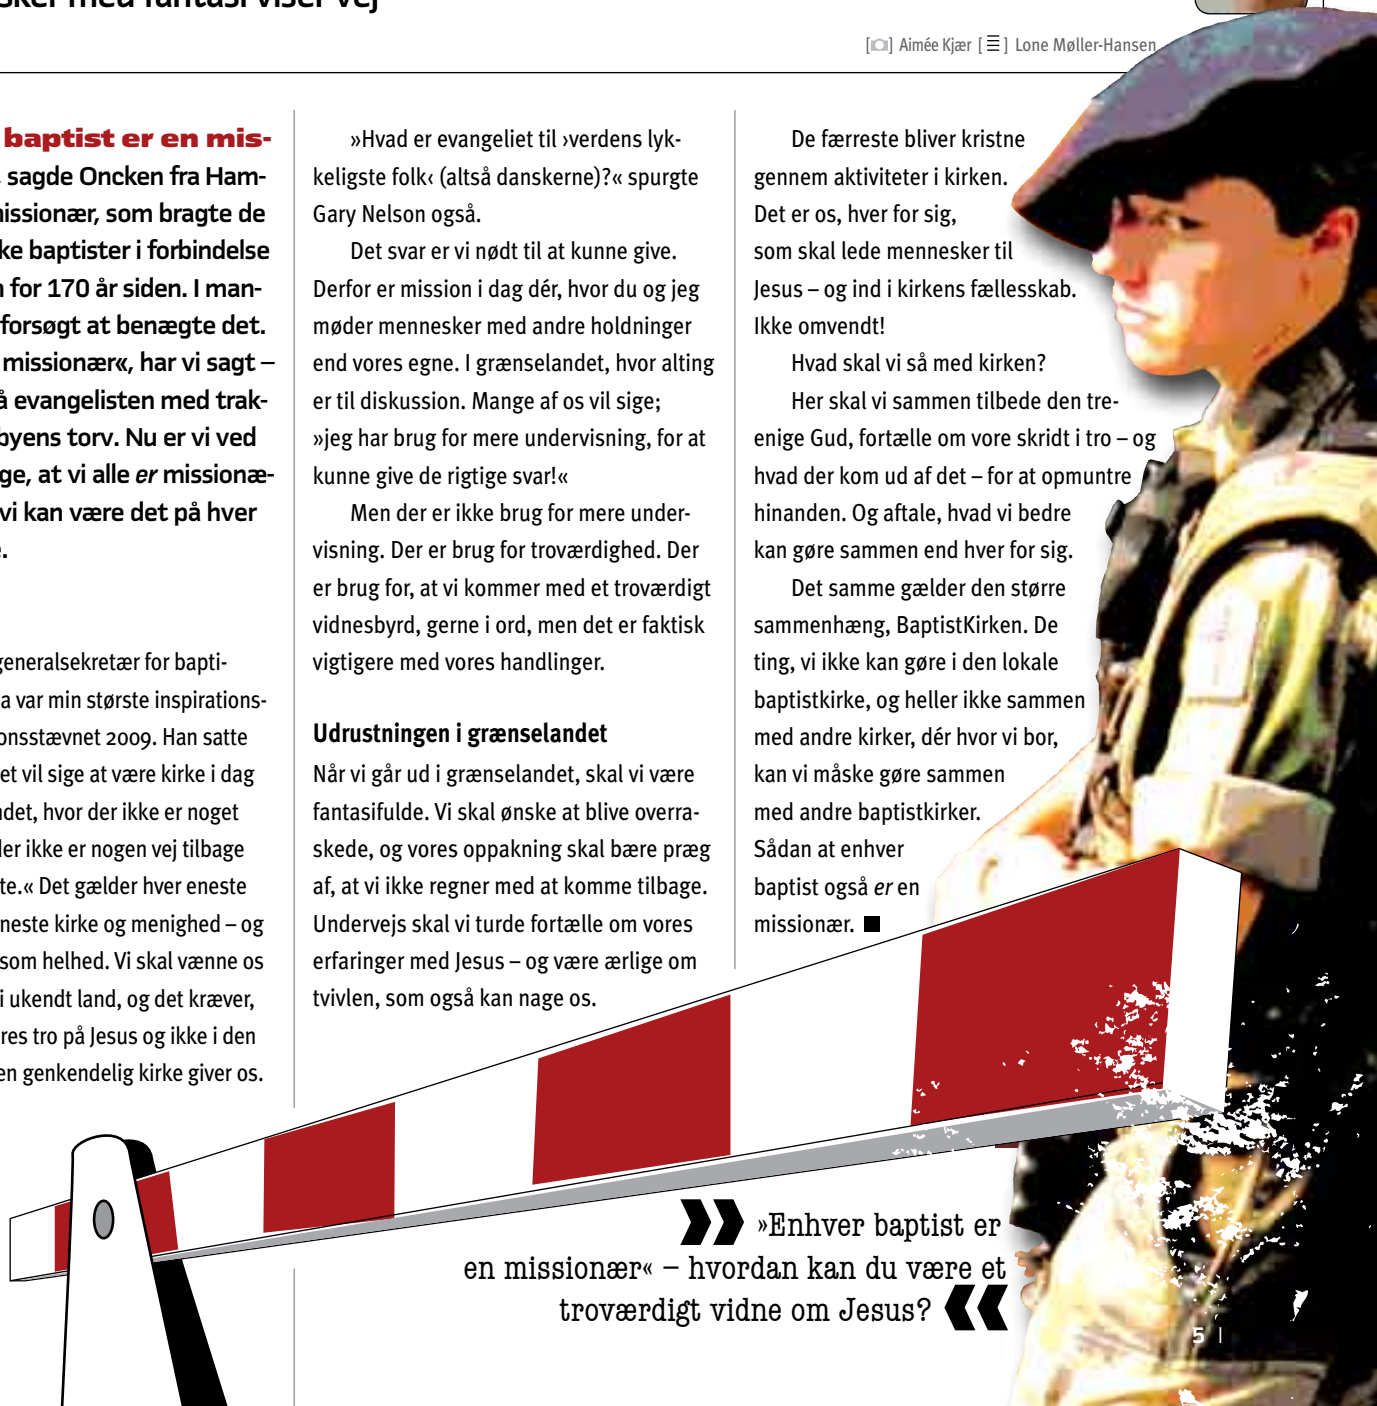 med fantasi viser vej
Aimée Kjær [ ] Lone Møller-Hansen
baptist er en mis-
sagde Oncken fra Ham-
som bragte de
baptister i forbindelse
for 170 år siden. I man-
forsøgt at benægte det.
missionær«, har vi sagt –
evangelisten med trak-
byens torv. Nu er vi ved
at vi alle er missionæ-
vi kan være det på hver
generalsekretær for bapti-
var min største inspirations-
2009. Han satte
vil sige at være kirke i dag
hvor der ikke er noget
der ikke er nogen vej tilbage
Det gælder hver eneste
kirke og menighed – og
som helhed. Vi skal vænne os
i ukendt land, og det kræver,
tro på Jesus og ikke i den
genkendelig kirke giver os.
»Hvad er evangeliet til ›verdens lyk-
keligste folk‹ (altså danskerne)?« spurgte
Gary Nelson også.
Det svar er vi nødt til at kunne give.
Derfor er mission i dag dér, hvor du og jeg
møder mennesker med andre holdninger
end vores egne. I grænselandet, hvor alting
er til diskussion. Mange af os vil sige;
»jeg har brug for mere undervisning, for at
kunne give de rigtige svar!«
Men der er ikke brug for mere under-
visning. Der er brug for troværdighed. Der
er brug for, at vi kommer med et troværdigt
vidnesbyrd, gerne i ord, men det er faktisk
vigtigere med vores handlinger.
Udrustningen i grænselandet
Når vi går ud i grænselandet, skal vi være
fantasifulde. Vi skal ønske at blive overra-
skede, og vores oppakning skal bære præg
af, at vi ikke regner med at komme tilbage.
Undervejs skal vi turde fortælle om vores
erfaringer med Jesus – og være ærlige om
tvivlen, som også kan nage os.
De færreste bliver kristne
gennem aktiviteter i kirken.
Det er os, hver for sig,
som skal lede mennesker til
Jesus – og ind i kirkens fællesskab.
Ikke omvendt!
Hvad skal vi så med kirken?
Her skal vi sammen tilbede den tre-
enige Gud, fortælle om vore skridt i tro – og
hvad der kom ud af det – for at opmuntre
hinanden. Og aftale, hvad vi bedre
kan gøre sammen end hver for sig.
Det samme gælder den større
sammenhæng, BaptistKirken. De
ting, vi ikke kan gøre i den lokale
baptistkirke, og heller ikke sammen
med andre kirker, dér hvor vi bor,
kan vi måske gøre sammen
med andre baptistkirker.
Sådan at enhver
baptist også er en
missionær. ■
»Enhver baptist er
en missionær« – hvordan kan du være et
troværdigt vidne om Jesus?
5 |